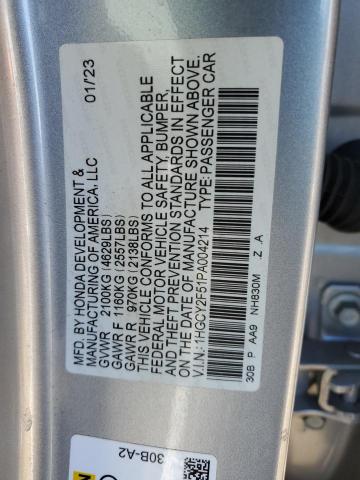 MFD. BY HONDA DEVELOPMENT & 01/23
MANUFACTURING OF AMERICA, LLC
GVWR 2100KG (4629LBS)
GAWR F 1160KG (2557LBS)
GAWR R 970KG (2138LBS)
THIS VEHICLE CONFORMS TO ALL APPLICABLE
FEDERAL MOTOR VEHICLE SAFETY, BUMPER,
AND THEFT PREVENTION STANDARDS IN EFFECT
ON THE DATE OF MANUFACTURE SHOWN ABOVE.
V.I.N.: 1HGCY2F51PA004214 TYPE: PASSENGER CAR
30B P AA9 NH830M Z .A
30B-A2